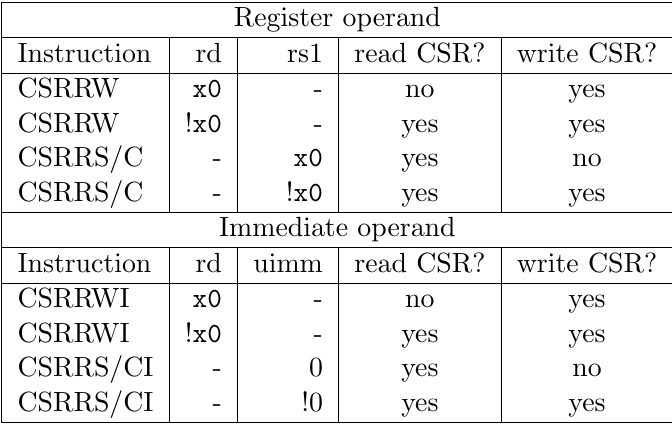 Register operand
Instruction rd rs1 read CSR? write CSR?
CSRRW x0 - no yes
CSRRW !x0 - yes yes
CSRRS/C - x0 yes no
CSRRS/C - !x0 yes yes
Immediate operand
Instruction rd uimm read CSR? write CSR?
CSRRWI x0 - no yes
CSRRWI !x0 - yes yes
CSRRS/CI - 0 yes no
CSRRS/CI - !0 yes yes